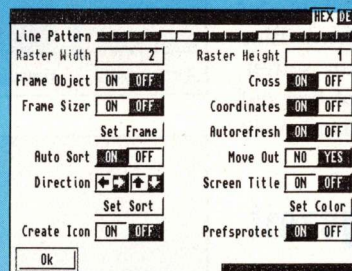 HEX DE
Line Pattern
Raster Width 2 Raster Height 1
Frame Object ON OFF Cross ON OFF
Frame Sizer ON OFF Coordinates ON OFF
Set Frame Autorefresh ON OFF
Auto Sort ON OFF Move Out NO YES
Direction Screen Title ON OFF
Set Sort Set Color
Create Icon ON OFF Prefsprotect ON OFF
Ok